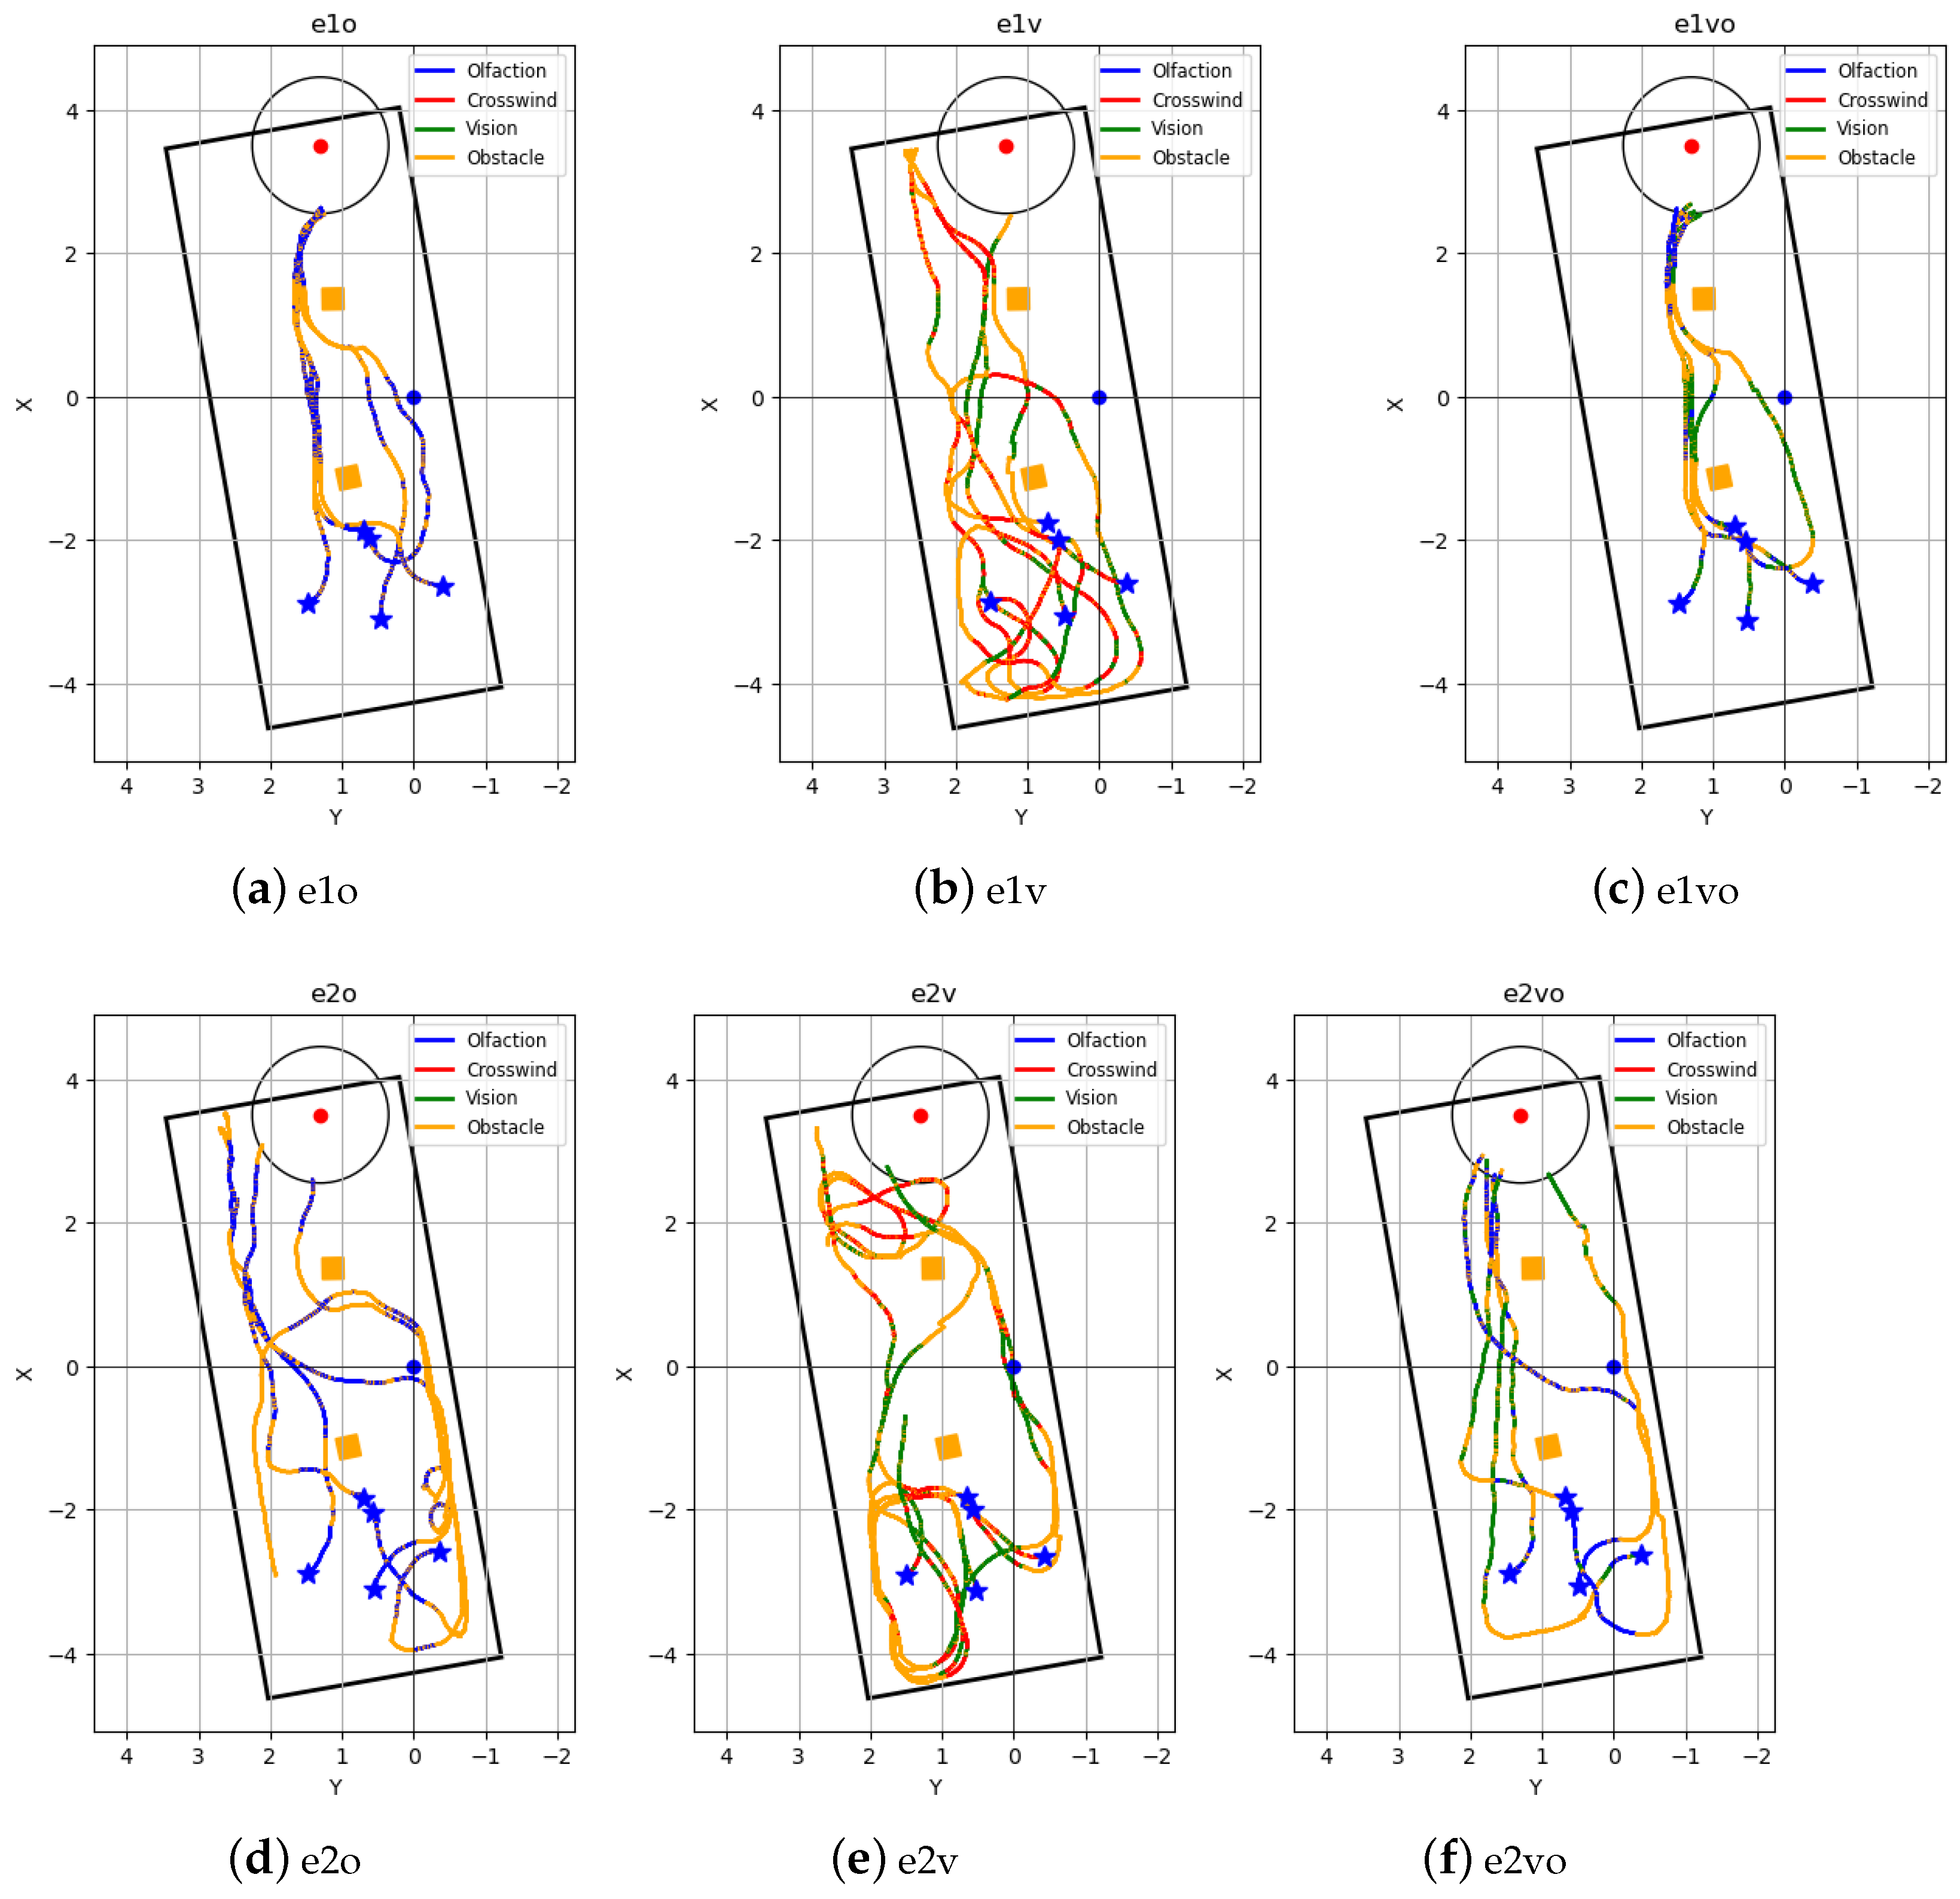 e1o
e1v
e1vo
Olfaction
Crosswind
Vision
Obstacle
Olfaction
Crosswind
Vision
Obstacle
Olfaction
Crosswind
Vision
Obstacle
4
2
0
−2
−4
X
4
2
0
−2
−4
X
4
2
0
−2
−4
X
4 3 2 1 0 −1 −2
4 3 2 1 0 −1 −2
4 3 2 1 0 −1 −2
Y
Y
Y
(a) e1o
(b) e1v
(c) e1vo
e2o
e2v
e2vo
Olfaction
Crosswind
Vision
Obstacle
Olfaction
Crosswind
Vision
Obstacle
Olfaction
Crosswind
Vision
Obstacle
4
2
0
−2
−4
X
4
2
0
−2
−4
X
4
2
0
−2
−4
X
4 3 2 1 0 −1 −2
4 3 2 1 0 −1 −2
4 3 2 1 0 −1 −2
Y
Y
Y
(d) e2o
(e) e2v
(f) e2vo